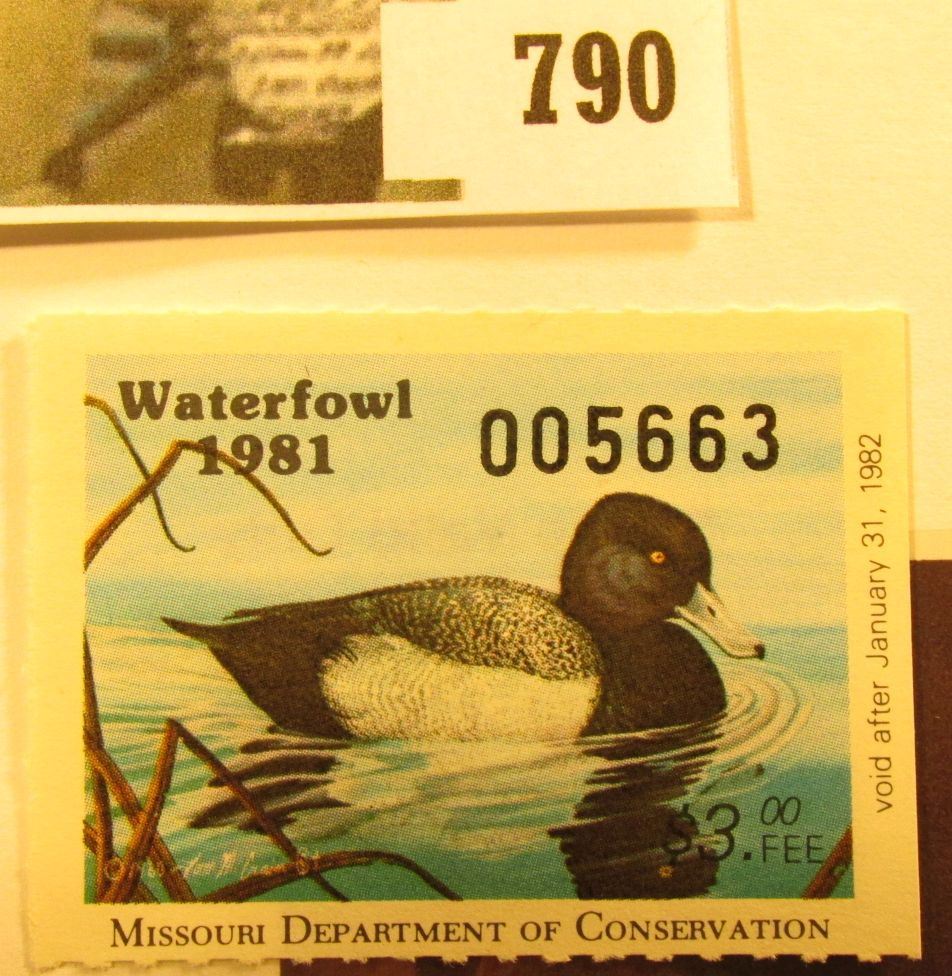 790
Waterfowl
1981
005663
void after January 31, 1982
$3.00
FEE
MISSOURI DEPARTMENT OF CONSERVATION